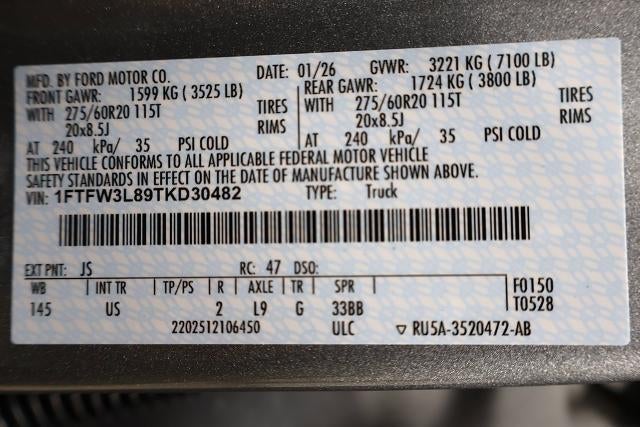 MFD. BY FORD MOTOR CO. DATE: 01/26 GVWR: 3221 KG ( 7100 LB)
FRONT GAWR: 1599 KG ( 3525 LB) REAR GAWR: 1724 KG ( 3800 LB)
WITH 275/60R20 115T TIRES WITH 275/60R20 115T TIRES
20x8.5J RIMS 20x8.5J RIMS
AT 240 kPa/ 35 PSI COLD AT 240 kPa/ 35 PSI COLD
THIS VEHICLE CONFORMS TO ALL APPLICABLE FEDERAL MOTOR VEHICLE
SAFETY STANDARDS IN EFFECT ON THE DATE OF MANUFACTURE SHOWN ABOVE.
VIN: 1FTFW3L89TKD30482 TYPE: Truck
EXT PNT: JS RC: 47 DSO:
WB INT TR TP/PS R AXLE TR SPR F0150
145 US 2 L9 G 33BB T0528
2202512106450 ULC ▽ RU5A-3520472-AB